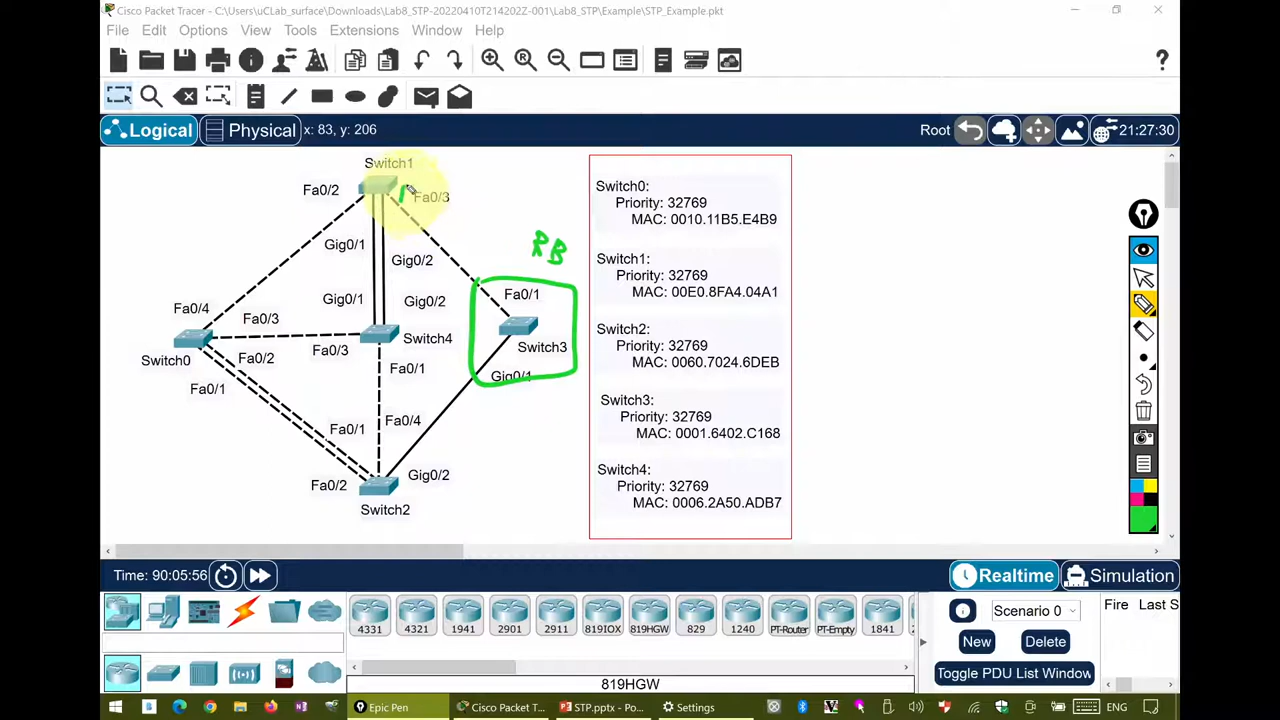 Cisco Packet Tracer - C:\Users\uCLab_surface\Downloads\Lab8_STP-20220410T214202Z-001\Lab8_STP\Example\STP_Example.pkt
File Edit Options View Tools Extensions Window Help
Logical Physical x: 83, y: 206 Root 21:27:30
Switch1
Fa0/2
Fa0/3
Gig0/1
Gig0/2
RB
Fa0/1
Gig0/1
Gig0/2
Fa0/4
Fa0/3
Switch4
Switch3
Fa0/3
Switch0
Fa0/2
Fa0/1
Gig0/1
Fa0/1
Fa0/1
Fa0/4
Gig0/2
Fa0/2
Switch2
Switch0:
Priority: 32769
MAC: 0010.11B5.E4B9
Switch1:
Priority: 32769
MAC: 00E0.8FA4.04A1
Switch2:
Priority: 32769
MAC: 0060.7024.6DEB
Switch3:
Priority: 32769
MAC: 0001.6402.C168
Switch4:
Priority: 32769
MAC: 0006.2A50.ADB7
Time: 90:05:56 Realtime Simulation
4331 4321 1941 2901 2911 819IOX 819HGW 829 1240 PT-Router PT-Empty 1841
819HGW
Scenario 0
New Delete
Toggle PDU List Window
Fire Last S
Epic Pen Cisco Packet T... STP.pptx - Po... Settings ENG